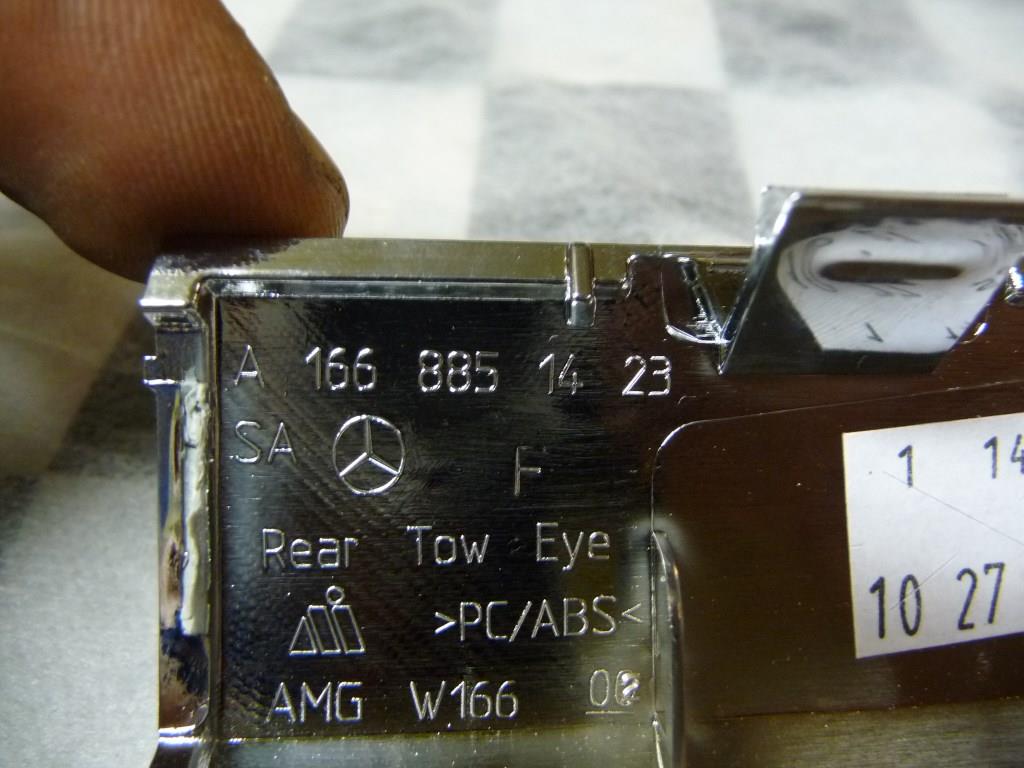 A 166 885 14 23
SA
F
Rear Tow Eye
>PC/ABS<
AMG W166
1 14
10 27